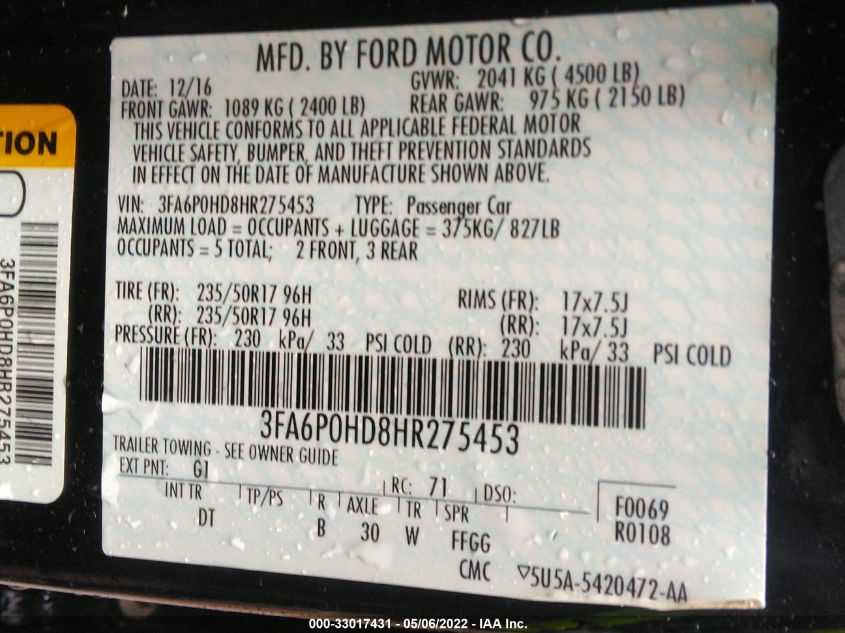 MFD. BY FORD MOTOR CO.
DATE: 12/16 GVWR: 2041 KG ( 4500 LB)
FRONT GAWR: 1089 KG ( 2400 LB) REAR GAWR: 975 KG ( 2150 LB)
THIS VEHICLE CONFORMS TO ALL APPLICABLE FEDERAL MOTOR
VEHICLE SAFETY, BUMPER, AND THEFT PREVENTION STANDARDS
IN EFFECT ON THE DATE OF MANUFACTURE SHOWN ABOVE.
VIN: 3FA6P0HD8HR275453 TYPE: Passenger Car
MAXIMUM LOAD = OCCUPANTS + LUGGAGE = 375KG/ 827LB
OCCUPANTS = 5 TOTAL; 2 FRONT, 3 REAR
TIRE (FR): 235/50R17 96H RIMS (FR): 17x7.5J
(RR): 235/50R17 96H (RR): 17x7.5J
PRESSURE (FR): 230 kPa/ 33 PSI COLD (RR): 230 kPa/ 33 PSI COLD
3FA6P0HD8HR275453
TRAILER TOWING - SEE OWNER GUIDE
EXT PNT: G1 RC: 71 DSO:
INT TR TP/PS R AXLE TR SPR
DT B 30 W FFGG
CMC
F0069
R0108
▽5U5A-5420472-AA
TION
3FA6P0HD8HR275453
000-33017431 - 05/06/2022 - IAA Inc.